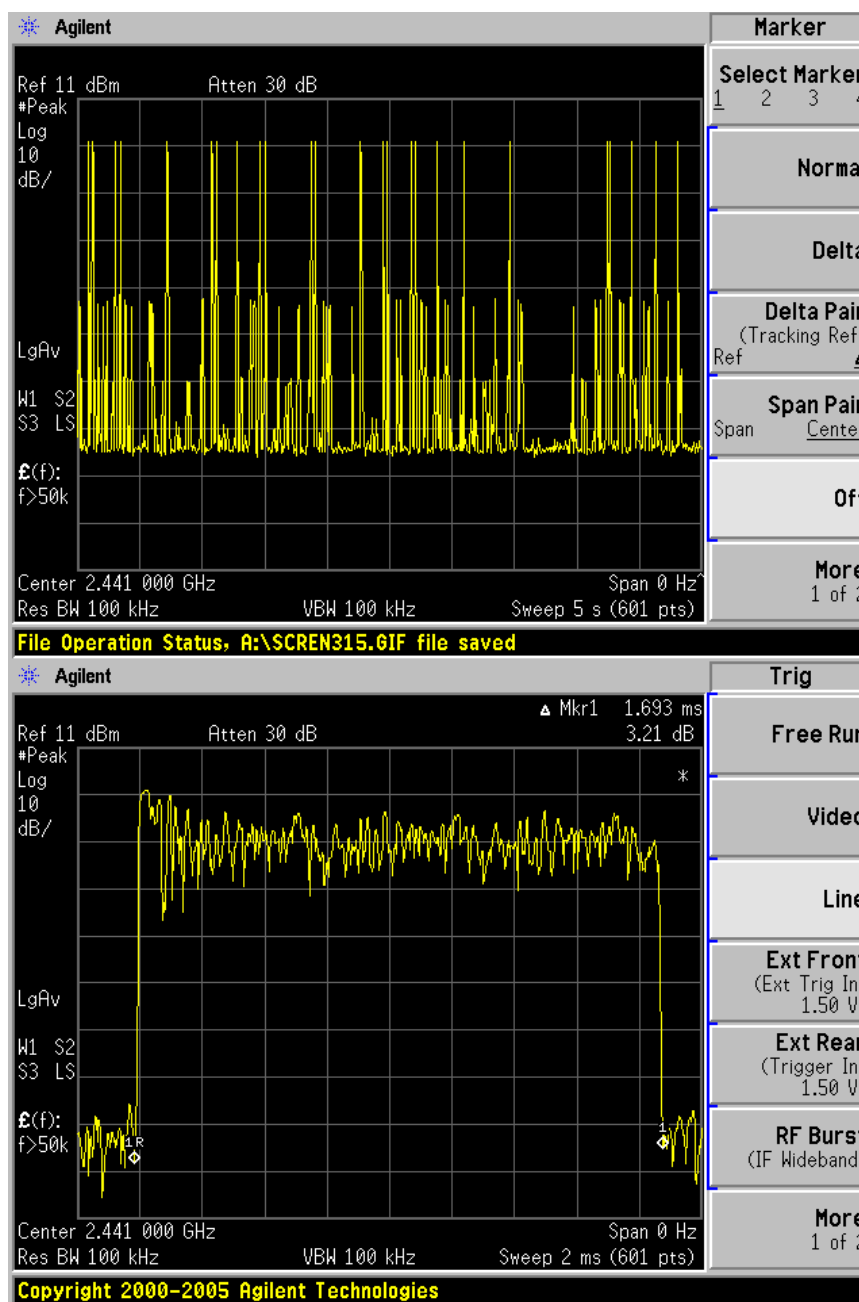 Agilent
Marker
Ref 11 dBm Atten 30 dB
#Peak
Log
10
dB/
LgAv
W1 S2
S3 LS
£(f):
f>50k
Center 2.441 000 GHz Span 0 Hz^
Res BW 100 kHz VBW 100 kHz Sweep 5 s (601 pts)
File Operation Status, A:\SCREN315.GIF file saved
Select Marker
1 2 3 4
Norma
Delta
Delta Pair
(Tracking Ref
Ref
Span Pair
Span Center
Off
More
1 of 2
Agilent
Trig
Δ Mkr1 1.693 ms
Ref 11 dBm Atten 30 dB 3.21 dB
#Peak
Log
10
dB/
*
LgAv
W1 S2
S3 LS
£(f):
f>50k
1R
1
Center 2.441 000 GHz Span 0 Hz
Res BW 100 kHz VBW 100 kHz Sweep 2 ms (601 pts)
Copyright 2000-2005 Agilent Technologies
Free Run
Video
Line
Ext Front
(Ext Trig In
1.50 V
Ext Rear
(Trigger In
1.50 V
RF Burst
(IF Wideband
More
1 of 2